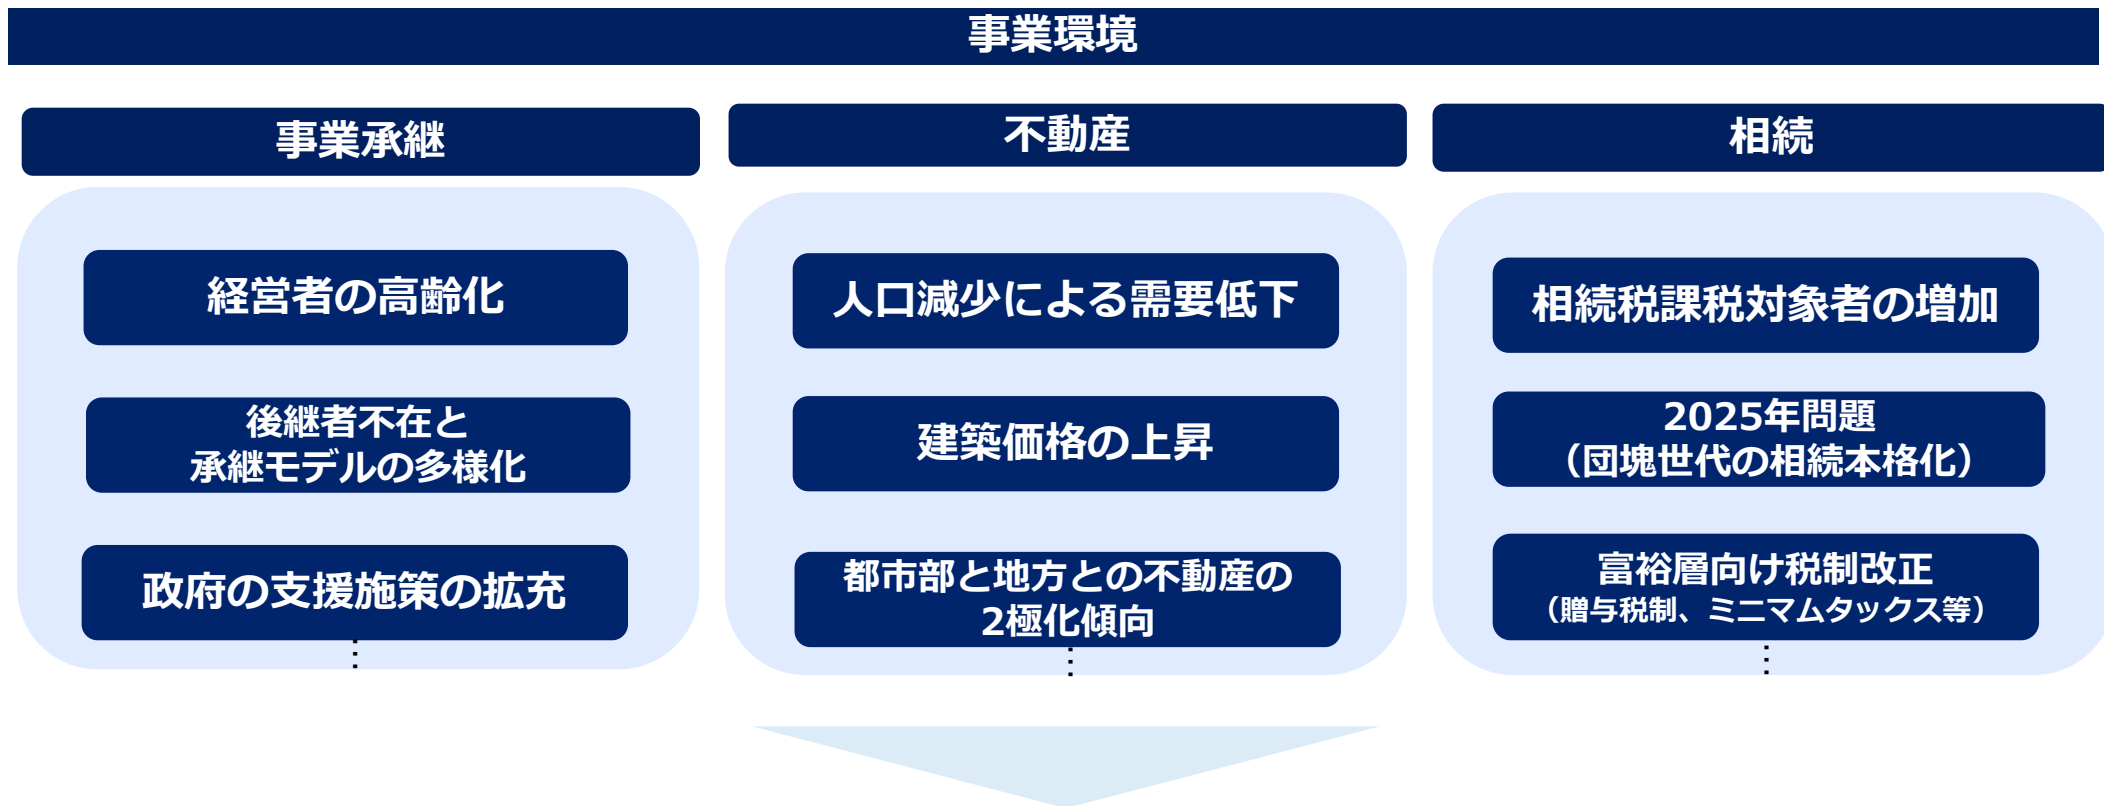 事業環境
事業承継
経営者の高齢化
後継者不在と
承継モデルの多様化
政府の支援施策の拡充
不動産
人口減少による需要低下
建築価格の上昇
都市部と地方との不動産の
2極化傾向
相続
相続税課税対象者の増加
2025年問題
（団塊世代の相続本格化）
富裕層向け税制改正
（贈与税制、ミニマムタックス等）